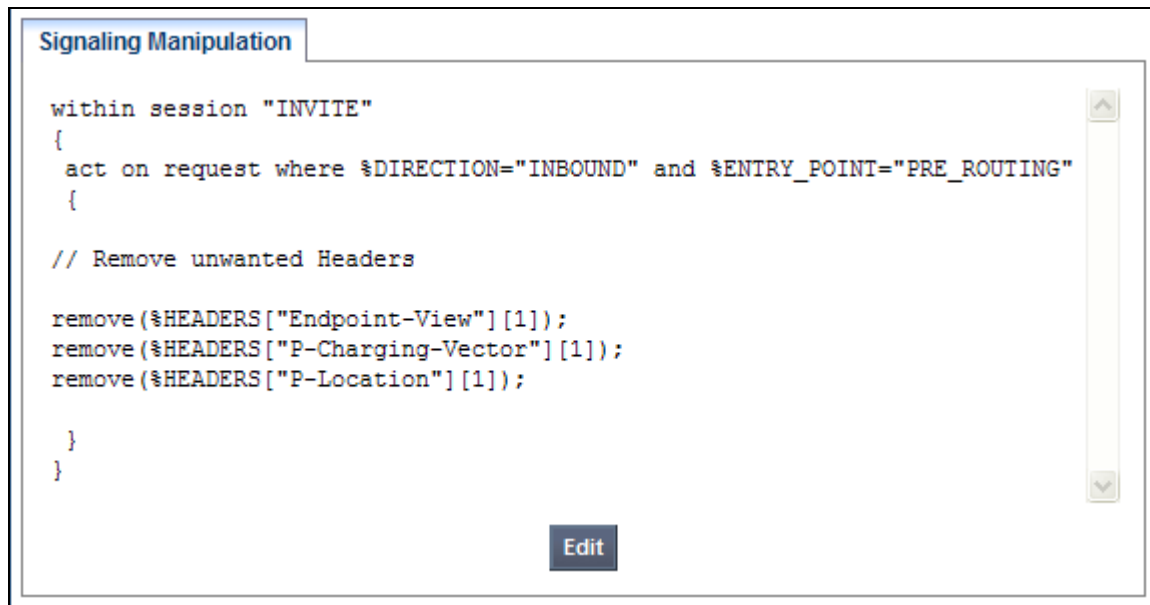 Signaling Manipulation
within session "INVITE"
{
act on request where %DIRECTION="INBOUND" and %ENTRY_POINT="PRE_ROUTING"
{
// Remove unwanted Headers
remove(%HEADERS["Endpoint-View"][1]);
remove(%HEADERS["P-Charging-Vector"][1]);
remove(%HEADERS["P-Location"][1]);
}
}
Edit